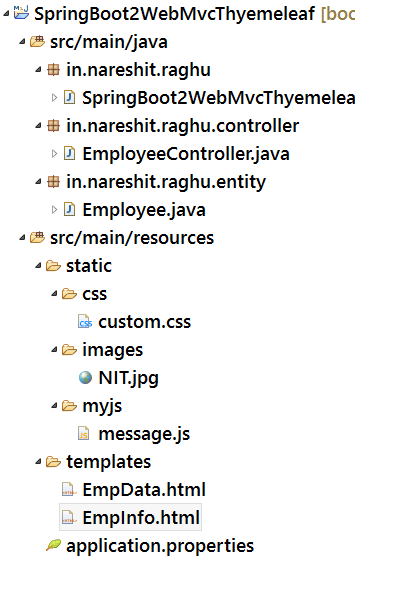 SpringBoot2WebMvcThyemeleaf [boc
src/main/java
in.nareshit.raghu
SpringBoot2WebMvcThyemelea
in.nareshit.raghu.controller
EmployeeController.java
in.nareshit.raghu.entity
Employee.java
src/main/resources
static
css
custom.css
images
NIT.jpg
myjs
message.js
templates
EmpData.html
EmpInfo.html
application.properties